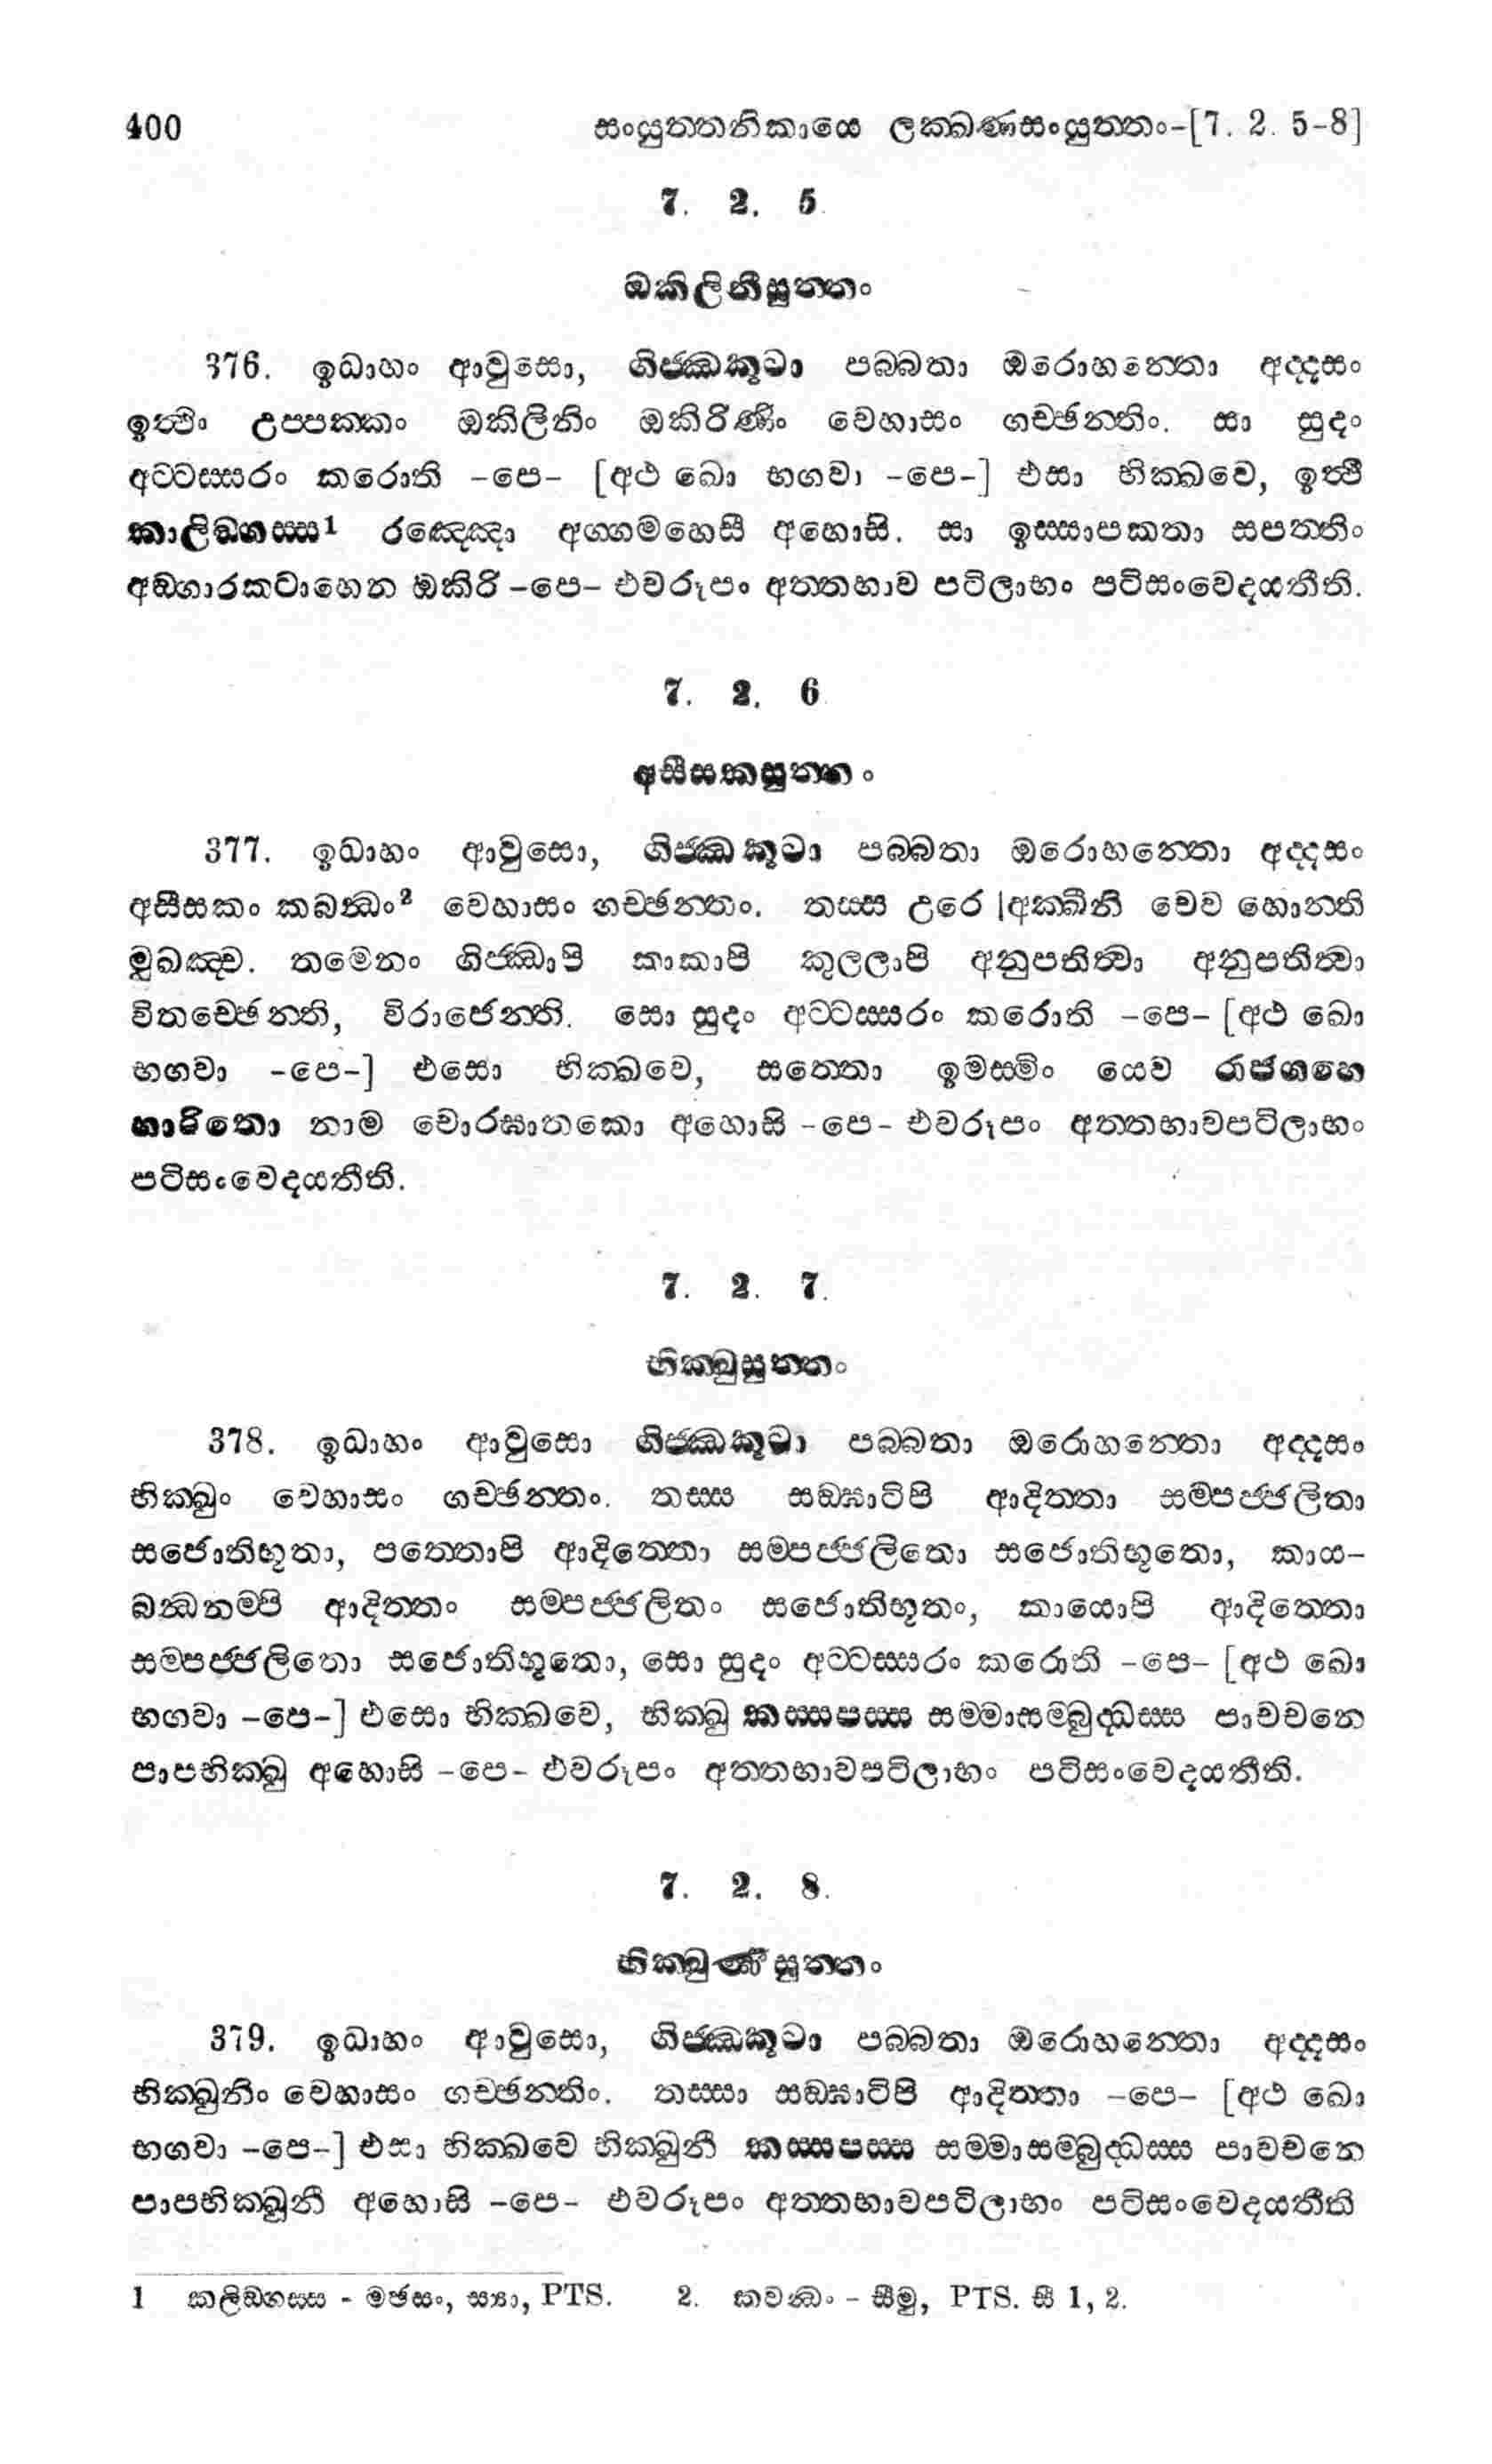 400 සංයුත්තනිකායෙ ලක්ඛණසංයුත්තං-[7. 2. 5-8]
7. 2. 5.
ඔකිලිනීසුත්තං
376. ඉධාහං ආවුසො, ගිජ්ඣකූටා පබ්බතා ඔරොහන්තො අද්දසං
ඉත්ථිං උප්පක්කං ඔකිලිනිං ඔකිරිණිං වෙහාසං ගච්ඡන්තිං. සා සුදං
අට්ටස්සරං කරොති -පෙ- [අථ ඛො භගවා -පෙ-] එසා භික්ඛවෙ, ඉත්ථි
කාලිඞ්ගස්ස1 රඤ්ඤො අග්ගමහෙසී අහොසි. සා ඉස්සාපකතා සපත්තිං
අඞ්ගාරකටාහෙන ඔකිරි -පෙ- එවරූපං අත්තභාව පටිලාභං පටිසංවෙදයතීති.
7. 2. 6
අසීසකසුත්තං
377. ඉධාහං ආවුසො, ගිජ්ඣකූටා පබ්බතා ඔරොහන්තො අද්දසං
අසීසකං කබන්ධං2 වෙහාසං ගච්ඡන්තං. තස්ස උරෙ අක්ඛීනි චෙව හොන්ති
මුඛඤ්ච. තමෙනං ගිජ්ඣාපි කාකාපි කුලලාපි අනුපතිත්වා අනුපතිත්වා
විතච්ඡෙන්ති, විරාජෙන්ති. සො සුදං අට්ටස්සරං කරොති -පෙ- [අථ ඛො
භගවා -පෙ-] එසො භික්ඛවෙ, සත්තො ඉමස්මිං යෙව රාජගහෙ
හාරිතො නාම චොරඝාතකො අහොසි -පෙ- එවරූපං අත්තභාවපටිලාභං
පටිසංවෙදයතීති.
7. 2. 7.
භික්ඛුසුත්තං
378. ඉධාහං ආවුසො ගිජ්ඣකූටා පබ්බතා ඔරොහන්තො අද්දසං
භික්ඛුං වෙහාසං ගච්ඡන්තං. තස්ස සඞ්ඝාටිපි ආදිත්තා සම්පජ්ජලිතා
සජොතිභූතා, පත්තොපි ආදිත්තො සම්පජ්ජලිතො සජොතිභූතො, කාය-
බන්ධනම්පි ආදිත්තං සම්පජ්ජලිතං සජොතිභූතං, කායොපි ආදිත්තො
සම්පජ්ජලිතො සජොතිභූතො, සො සුදං අට්ටස්සරං කරොති -පෙ- [අථ ඛො
භගවා -පෙ-] එසො භික්ඛවෙ, භික්ඛු කස්සපස්ස සම්මාසම්බුද්ධස්ස පාවචනෙ
පාපභික්ඛු අහොසි -පෙ- එවරූපං අත්තභාවපටිලාභං පටිසංවෙදයතීති.
7. 2. 8.
භික්ඛුණීසුත්තං
379. ඉධාහං ආවුසො, ගිජ්ඣකූටා පබ්බතා ඔරොහන්තො අද්දසං
භික්ඛුනිං වෙහාසං ගච්ඡන්තිං. තස්සා සඞ්ඝාටිපි ආදිත්තා -පෙ- [අථ ඛො
භගවා -පෙ-] එසා භික්ඛවෙ භික්ඛුනී කස්සපස්ස සම්මාසම්බුද්ධස්ස පාවචනෙ
පාපභික්ඛුනී අහොසි -පෙ- එවරූපං අත්තභාවපටිලාභං පටිසංවෙදයතීති
1 කලිඞ්ගස්ස - මඡසං, ස්යා, PTS. 2. කවන්ධං - සීමු, PTS. සී 1, 2.